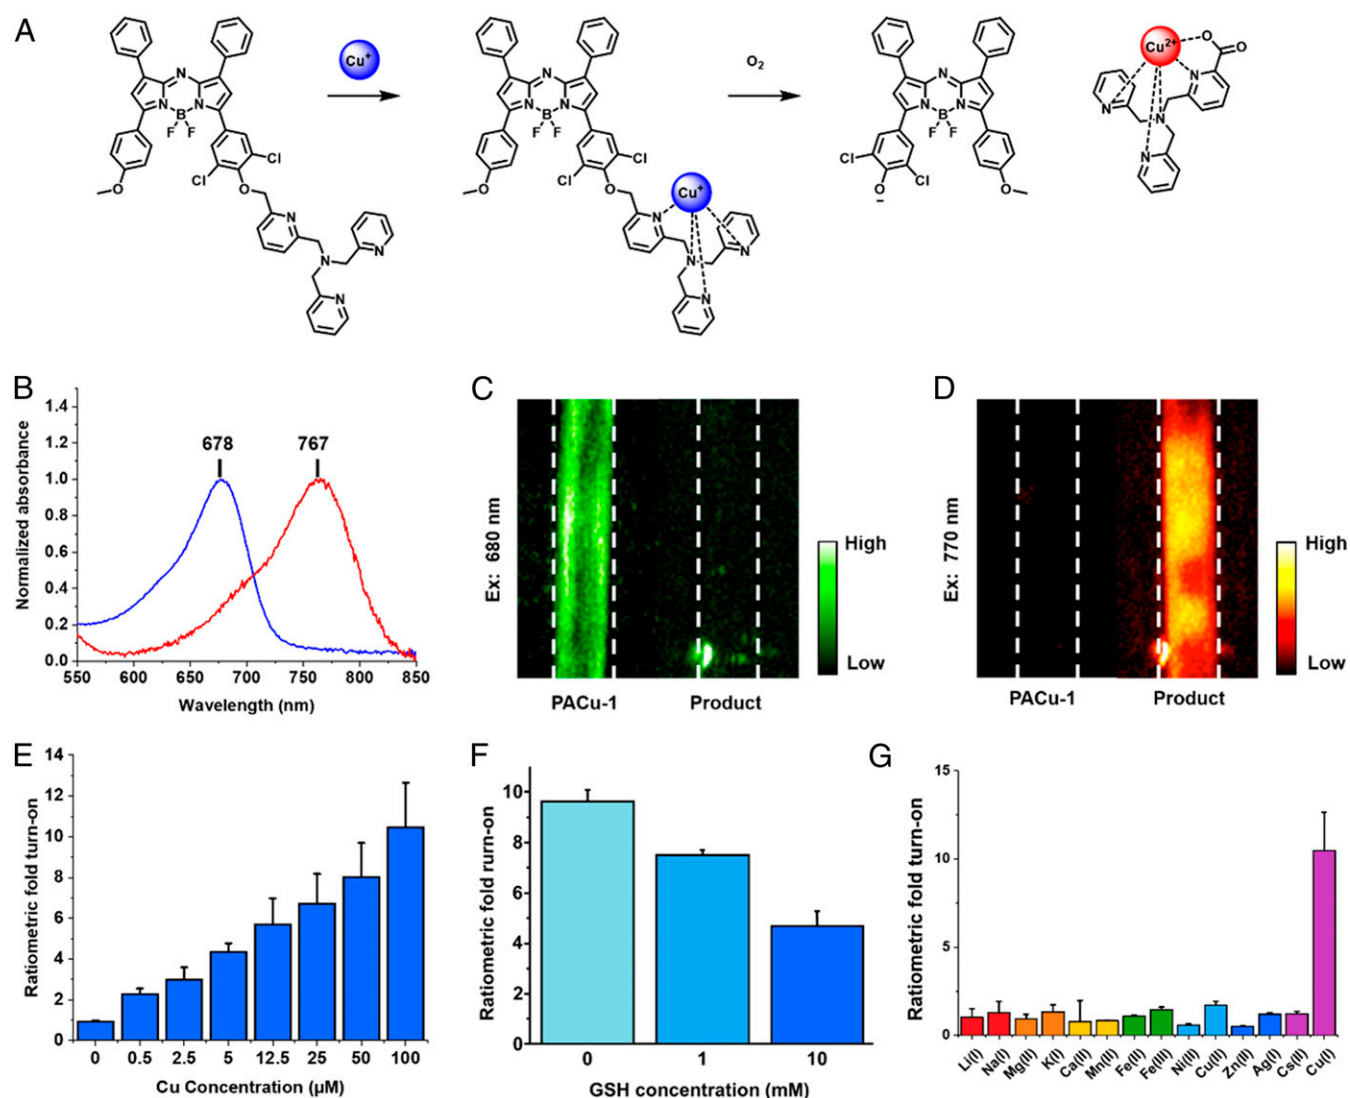 A
Cu+
O2
Cu2+
O
O
N
N
N
B
F
F
Cl
Cl
O
O
N
N
N
N
N
N
N
B
F
F
Cl
Cl
O
O
N
Cu+
N
N
N
N
N
N
B
F
F
Cl
Cl
O
−
O
N
N
N
N
B
1.4
1.2
1.0
0.8
0.6
0.4
0.2
0.0
Normalized absorbance
678
767
550 600 650 700 750 800 850
Wavelength (nm)
C
Ex: 680 nm
High
Low
PACu-1 Product
D
Ex: 770 nm
High
Low
PACu-1 Product
E
14
12
10
8
6
4
2
0
Ratiometric fold turn-on
0 0.5 2.5 5 12.5 25 50 100
Cu Concentration (µM)
F
10
8
6
4
2
0
Ratiometric fold rurn-on
0 1 10
GSH concentration (mM)
G
15
10
5
0
Ratiometric fold turn-on
Li(I) Na(I) Mg(II) K(I) Ca(II) Mn(II) Fe(II) Fe(III) Ni(II) Cu(II) Zn(II) Ag(I) Cs(I) Cu(I)